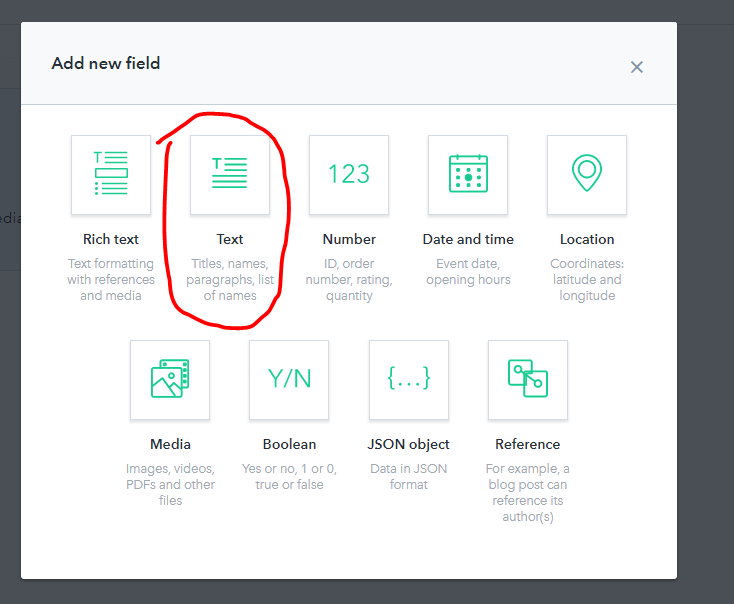 Add new field
123
Rich text
Text formatting
with references
and media
Text
Titles, names,
paragraphs, list
of names
Number
ID, order
number, rating,
quantity
Date and time
Event date,
opening hours
Location
Coordinates:
latitude and
longitude
Y/N
{...}
Media
Images, videos,
PDFs and other
files
Boolean
Yes or no, 1 or 0,
true or false
JSON object
Data in JSON
format
Reference
For example, a
blog post can
reference its
author(s)